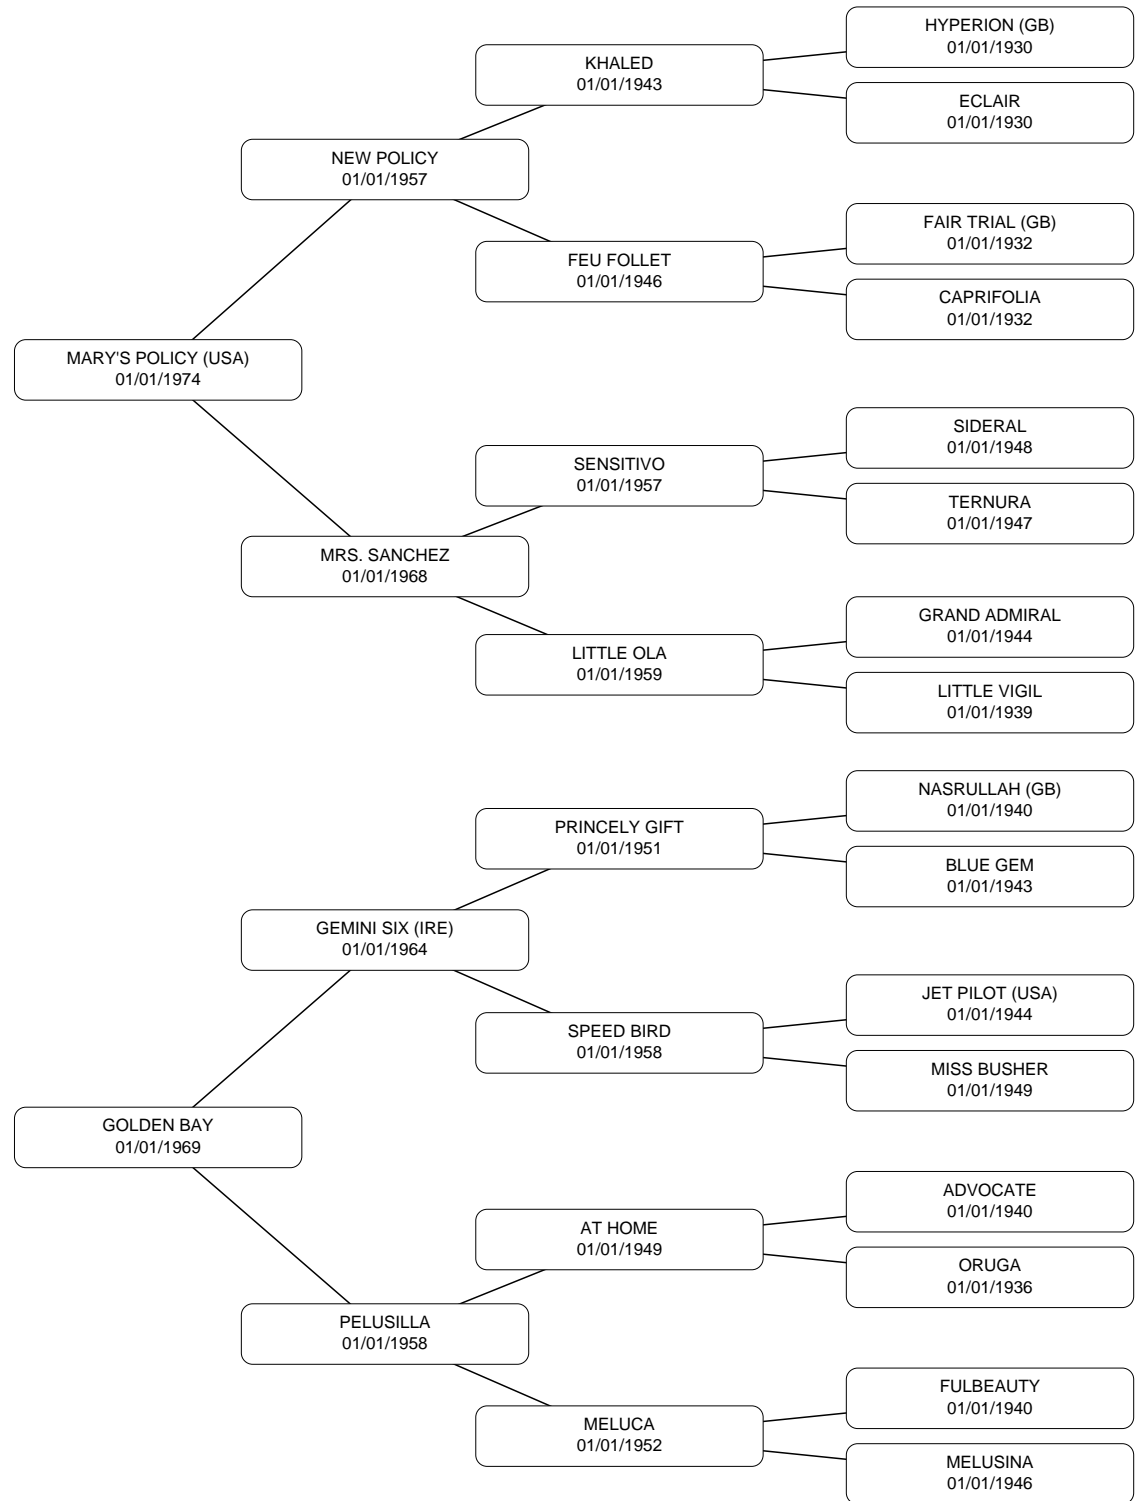 HYPERION (GB)
01/01/1930
KHALED
01/01/1943
ECLAIR
01/01/1930
NEW POLICY
01/01/1957
FAIR TRIAL (GB)
01/01/1932
FEU FOLLET
01/01/1946
CAPRIFOLIA
01/01/1932
MARY'S POLICY (USA)
01/01/1974
SIDERAL
01/01/1948
SENSITIVO
01/01/1957
TERNURA
01/01/1947
MRS. SANCHEZ
01/01/1968
GRAND ADMIRAL
01/01/1944
LITTLE OLA
01/01/1959
LITTLE VIGIL
01/01/1939
NASRULLAH (GB)
01/01/1940
PRINCELY GIFT
01/01/1951
BLUE GEM
01/01/1943
GEMINI SIX (IRE)
01/01/1964
JET PILOT (USA)
01/01/1944
SPEED BIRD
01/01/1958
MISS BUSHER
01/01/1949
GOLDEN BAY
01/01/1969
ADVOCATE
01/01/1940
AT HOME
01/01/1949
ORUGA
01/01/1936
PELUSILLA
01/01/1958
FULBEAUTY
01/01/1940
MELUCA
01/01/1952
MELUSINA
01/01/1946